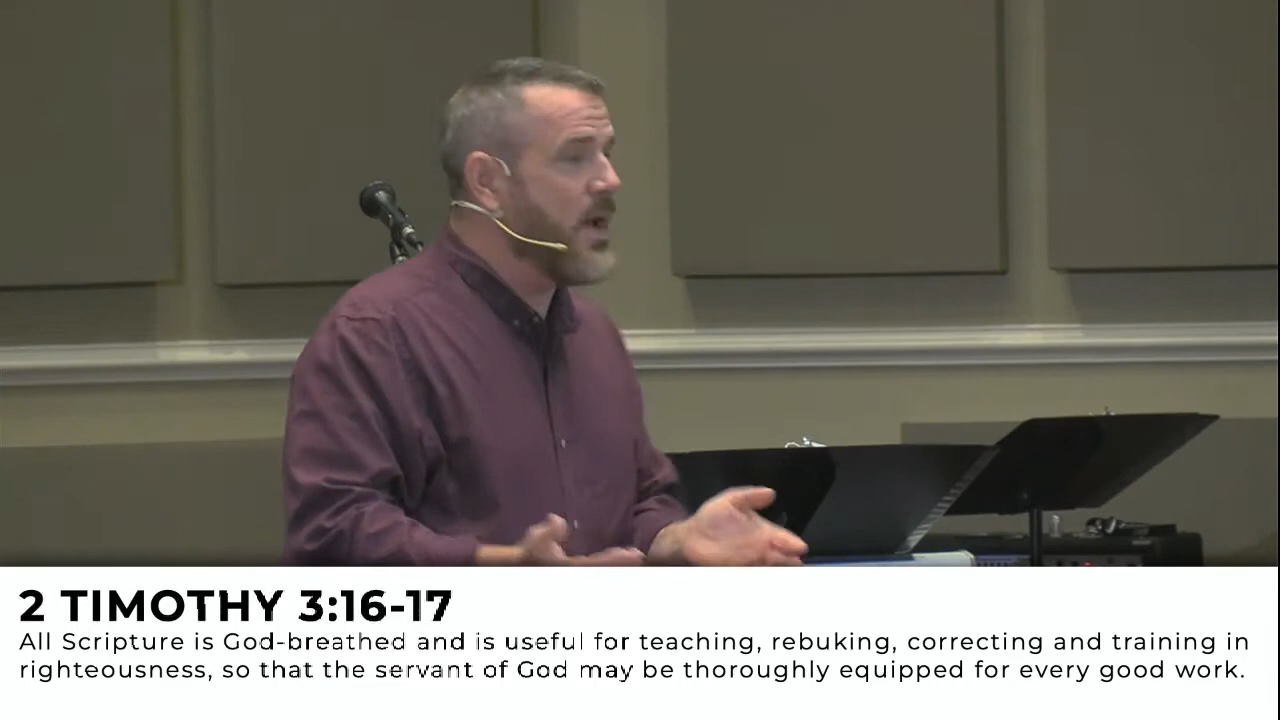 2 TIMOTHY 3:16-17
All Scripture is God-breathed and is useful for teaching, rebuking, correcting and training in
righteousness, so that the servant of God may be thoroughly equipped for every good work.